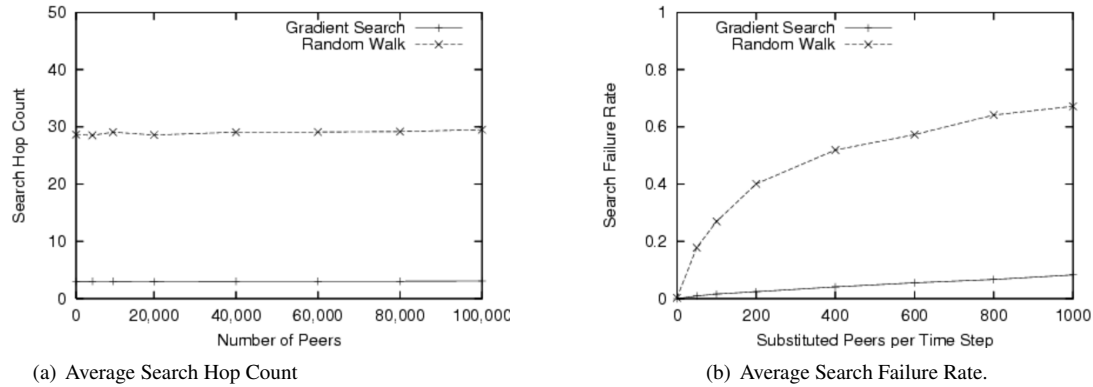 50
40
30
20
10
0
Search Hop Count
Gradient Search
Random Walk
0 20,000 40,000 60,000 80,000 100,000
Number of Peers
(a) Average Search Hop Count
1
0.8
0.6
0.4
0.2
0
Search Failure Rate
Gradient Search
Random Walk
0 200 400 600 800 1000
Substituted Peers per Time Step
(b) Average Search Failure Rate.